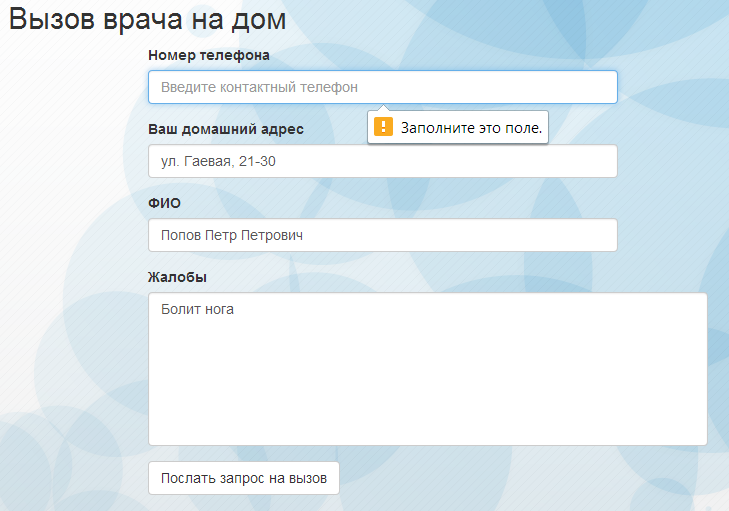 Вызов врача на дом
Номер телефона
Введите контактный телефон
Заполните это поле.
Ваш домашний адрес
ул. Гаевая, 21-30
ФИО
Попов Петр Петрович
Жалобы
Болит нога
Послать запрос на вызов